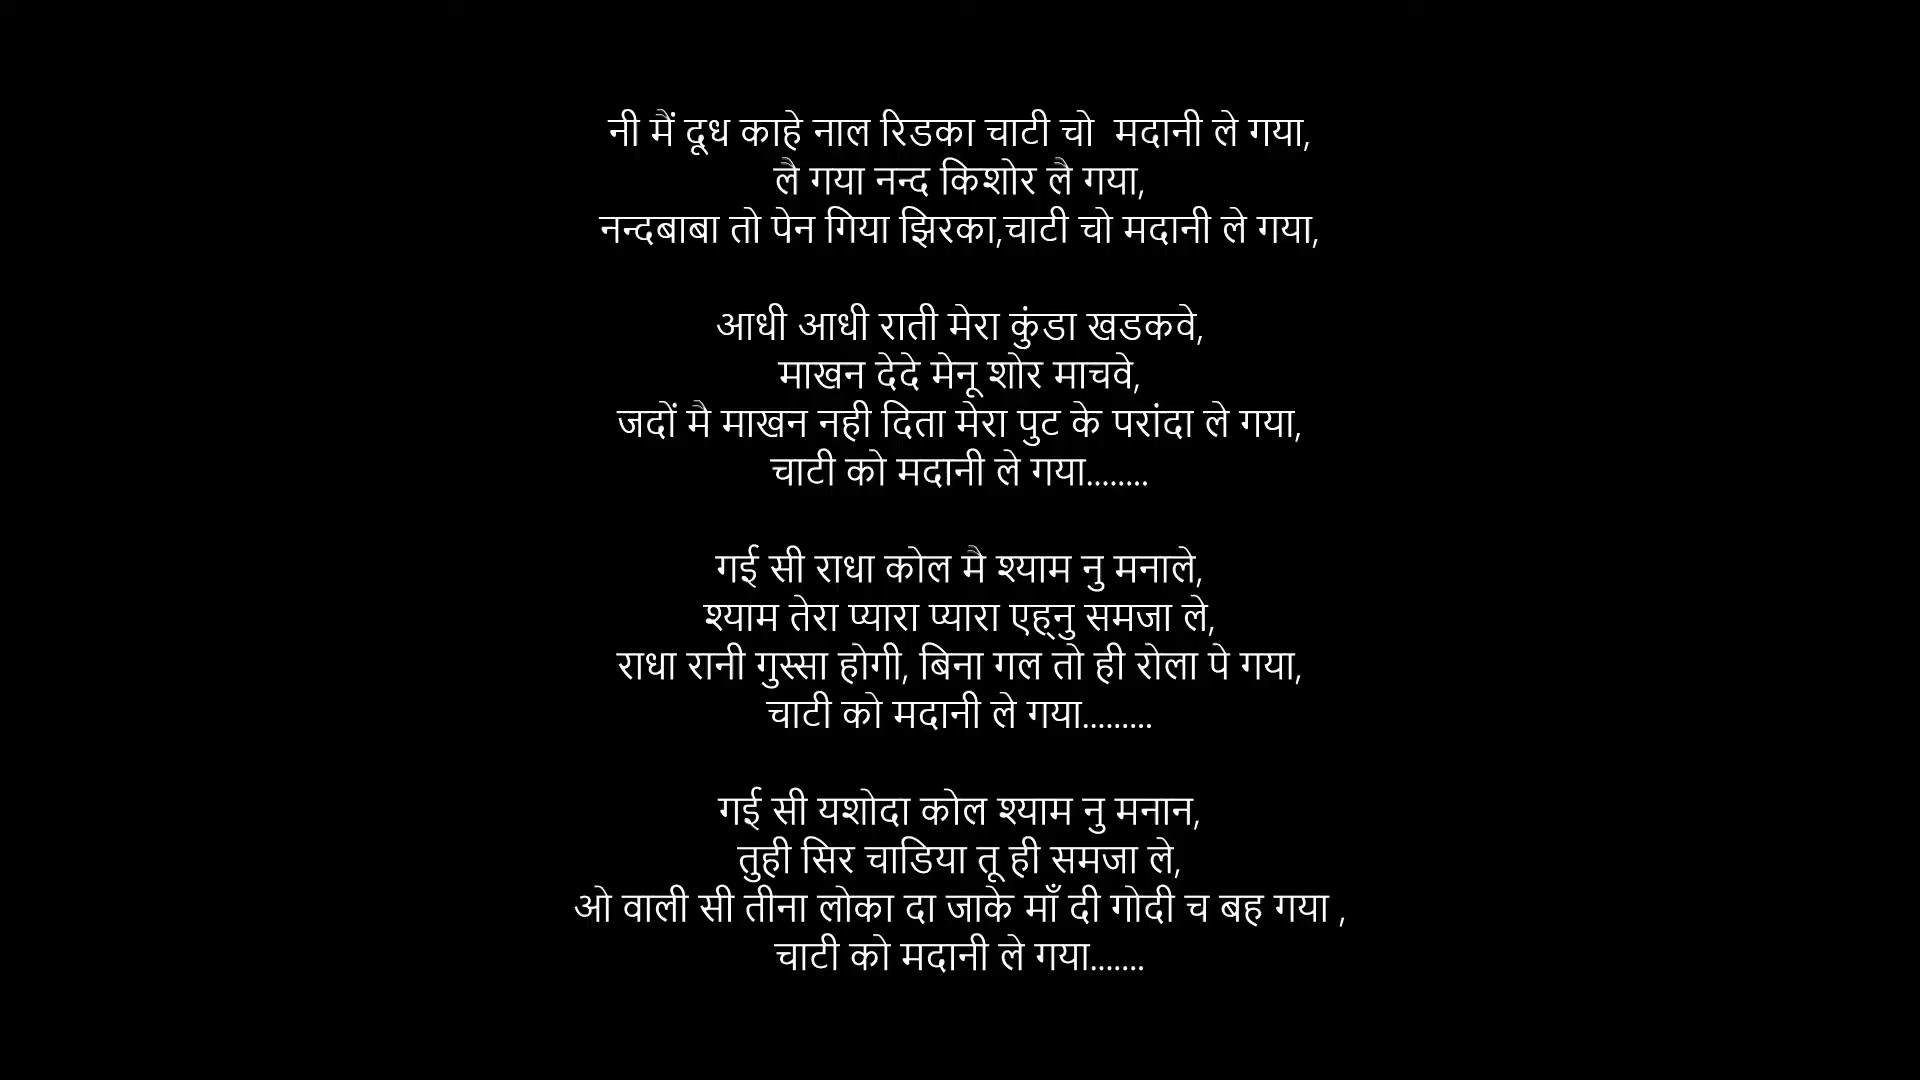 नी मैं दूध काहे नाल रिडका चाटी चो  मदानी ले गया,
लै गया नन्द किशोर लै गया,
नन्दबाबा तो पेन गिया झिरका,चाटी चो मदानी ले गया,
आधी आधी राती मेरा कुंडा खडकवे,
माखन देदे मेनू शोर माचवे,
जदों मै माखन नही दिता मेरा पुट के परांदा ले गया,
चाटी को मदानी ले गया........
गई सी राधा कोल मै श्याम नु मनाले,
श्याम तेरा प्यारा प्यारा एह्नु समजा ले,
राधा रानी गुस्सा होगी, बिना गल तो ही रोला पे गया,
चाटी को मदानी ले गया.........
गई सी यशोदा कोल श्याम नु मनान,
तुही सिर चाडिया तू ही समजा ले,
ओ वाली सी तीना लोका दा जाके माँ दी गोदी च बह गया ,
चाटी को मदानी ले गया.......